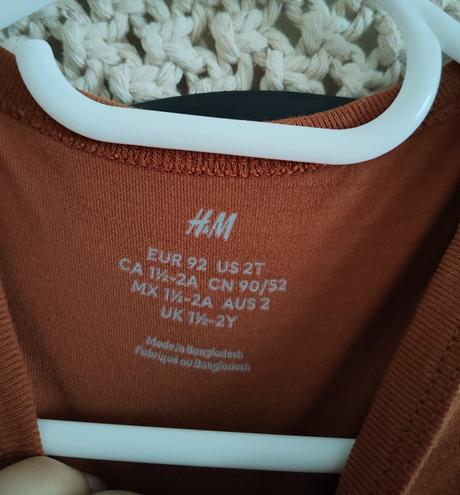 H&M
EUR 92 US 2T
CA 1½-2A CN 90/52
MX 1½-2A AUS 2
UK 1½-2Y
Made in Bangladesh
Fabriqué au Bangladesh